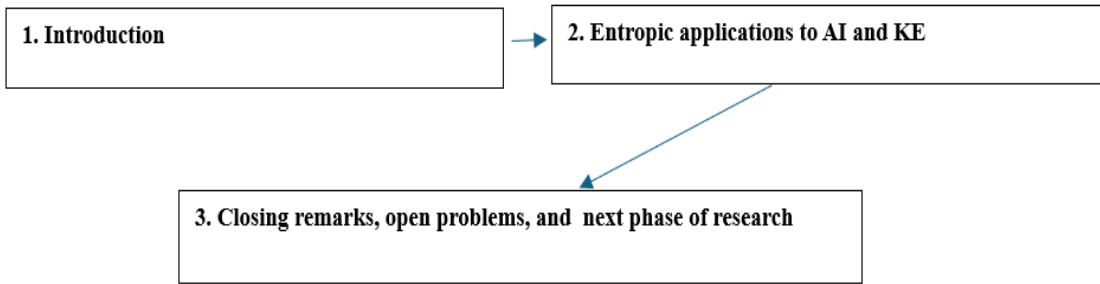 1. Introduction
2. Entropic applications to AI and KE
3. Closing remarks, open problems, and next phase of research